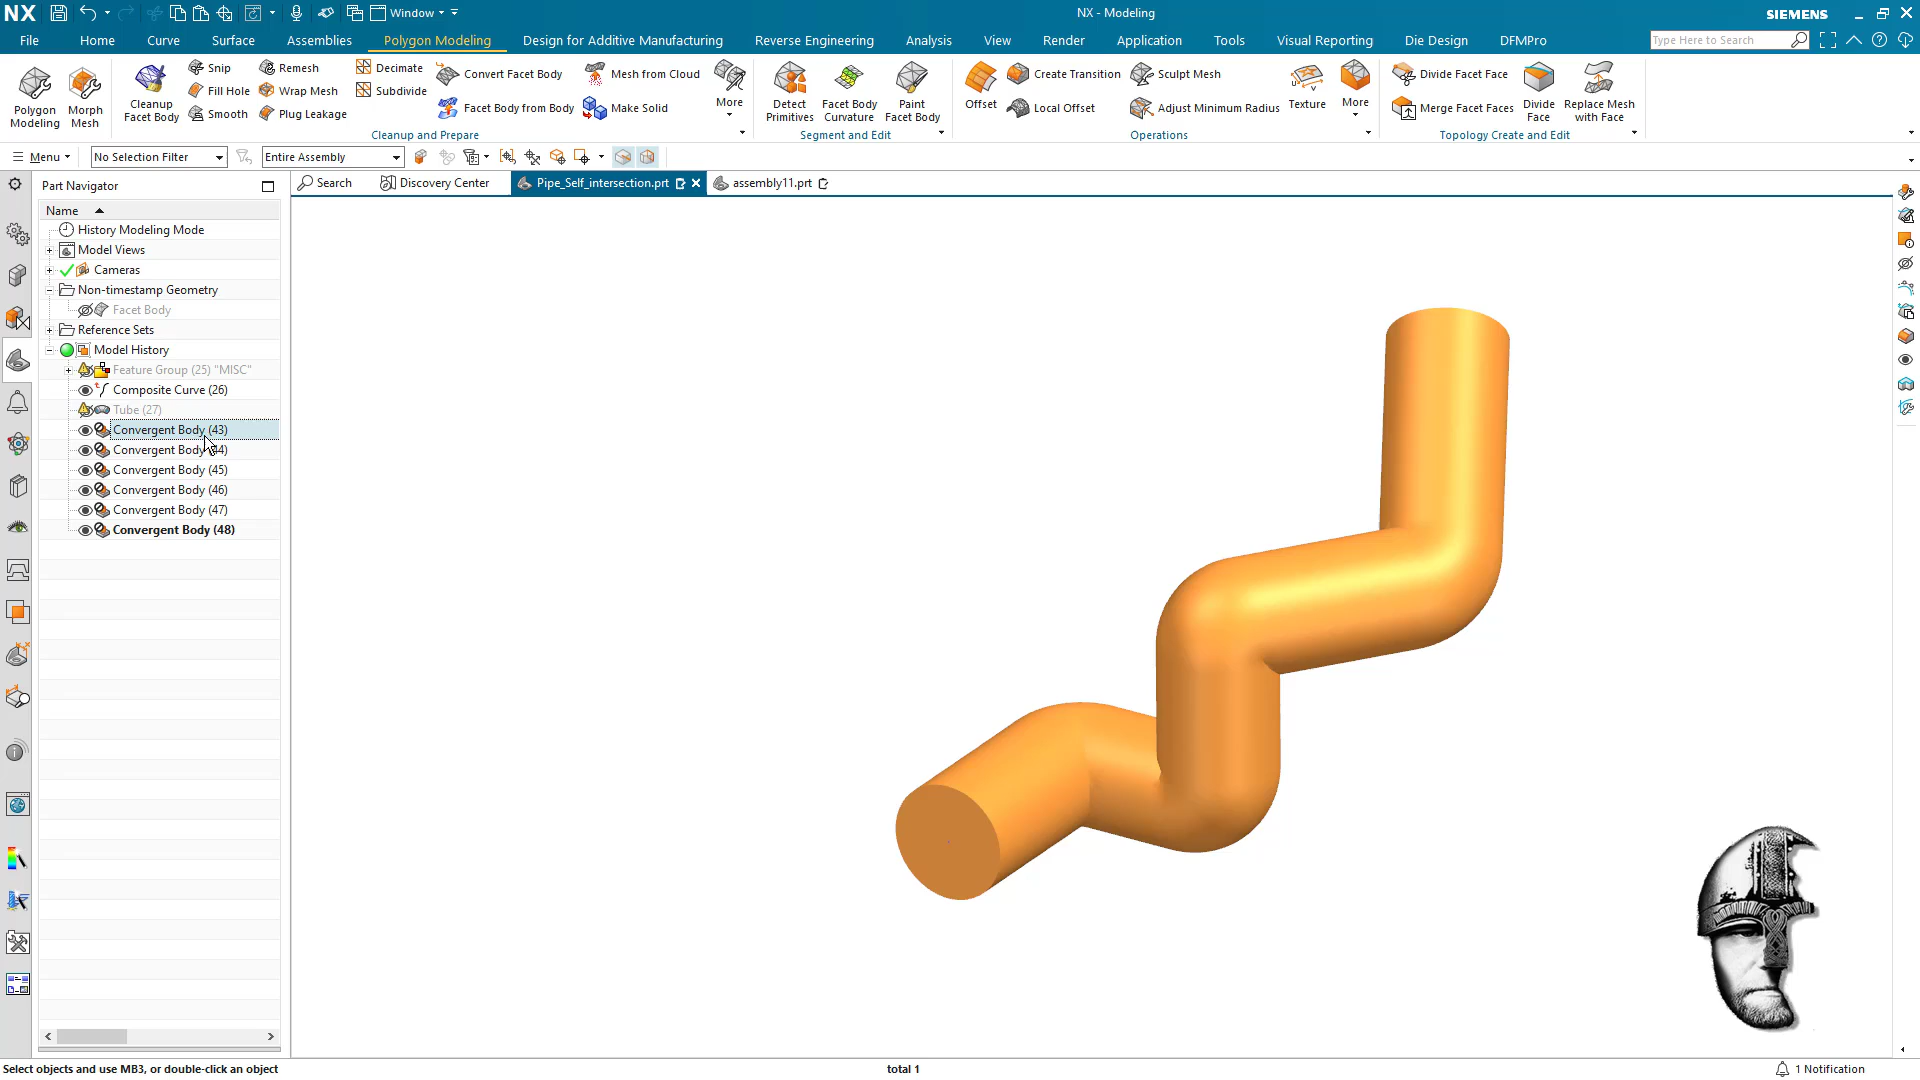 NX
Window
NX - Modeling
SIEMENS
File
Home
Curve
Surface
Assemblies
Polygon Modeling
Design for Additive Manufacturing
Reverse Engineering
Analysis
View
Render
Application
Tools
Visual Reporting
Die Design
DFMPro
Type Here to Search
Polygon Modeling
Morph Mesh
Cleanup Facet Body
Snip
Fill Hole
Smooth
Remesh
Wrap Mesh
Plug Leakage
Decimate
Subdivide
Convert Facet Body
Facet Body from Body
Mesh from Cloud
Make Solid
More
Cleanup and Prepare
Detect Primitives
Facet Body Curvature
Paint Facet Body
Segment and Edit
Offset
Create Transition
Local Offset
Sculpt Mesh
Adjust Minimum Radius
Texture
More
Operations
Divide Facet Face
Merge Facet Faces
Divide Face
Replace Mesh with Face
Topology Create and Edit
Menu
No Selection Filter
Entire Assembly
Part Navigator
Search
Discovery Center
Pipe_Self_intersection.prt
assembly11.prt
Name
History Modeling Mode
Model Views
Cameras
Non-timestamp Geometry
Facet Body
Reference Sets
Model History
Feature Group (25) "MISC"
Composite Curve (26)
Tube (27)
Convergent Body (43)
Convergent Body (44)
Convergent Body (45)
Convergent Body (46)
Convergent Body (47)
Convergent Body (48)
Select objects and use MB3, or double-click an object
total 1
1 Notification